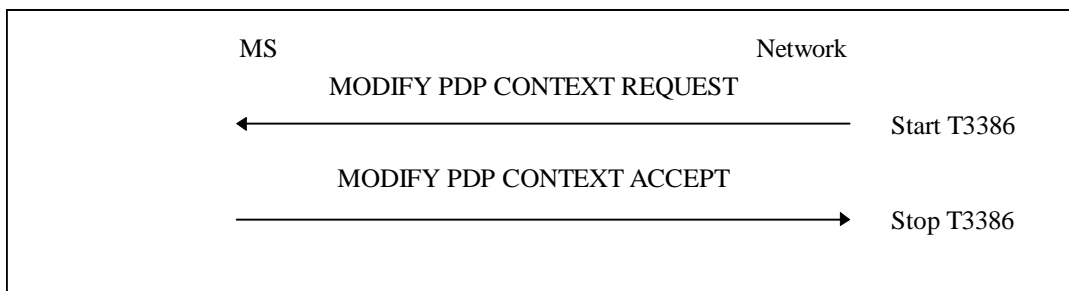 MS Network
MODIFY PDP CONTEXT REQUEST
Start T3386
MODIFY PDP CONTEXT ACCEPT
Stop T3386